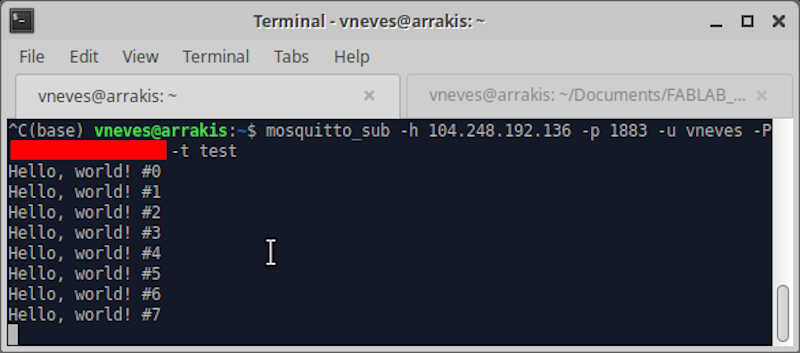 Terminal - vneves@arrakis: ~
File Edit View Terminal Tabs Help
vneves@arrakis: ~ × vneves@arrakis: ~/Documents/FABLAB_... ×
^C(base) vneves@arrakis:~$ mosquitto_sub -h 104.248.192.136 -p 1883 -u vneves -P
-t test
Hello, world! #0
Hello, world! #1
Hello, world! #2
Hello, world! #3
Hello, world! #4
Hello, world! #5
Hello, world! #6
Hello, world! #7